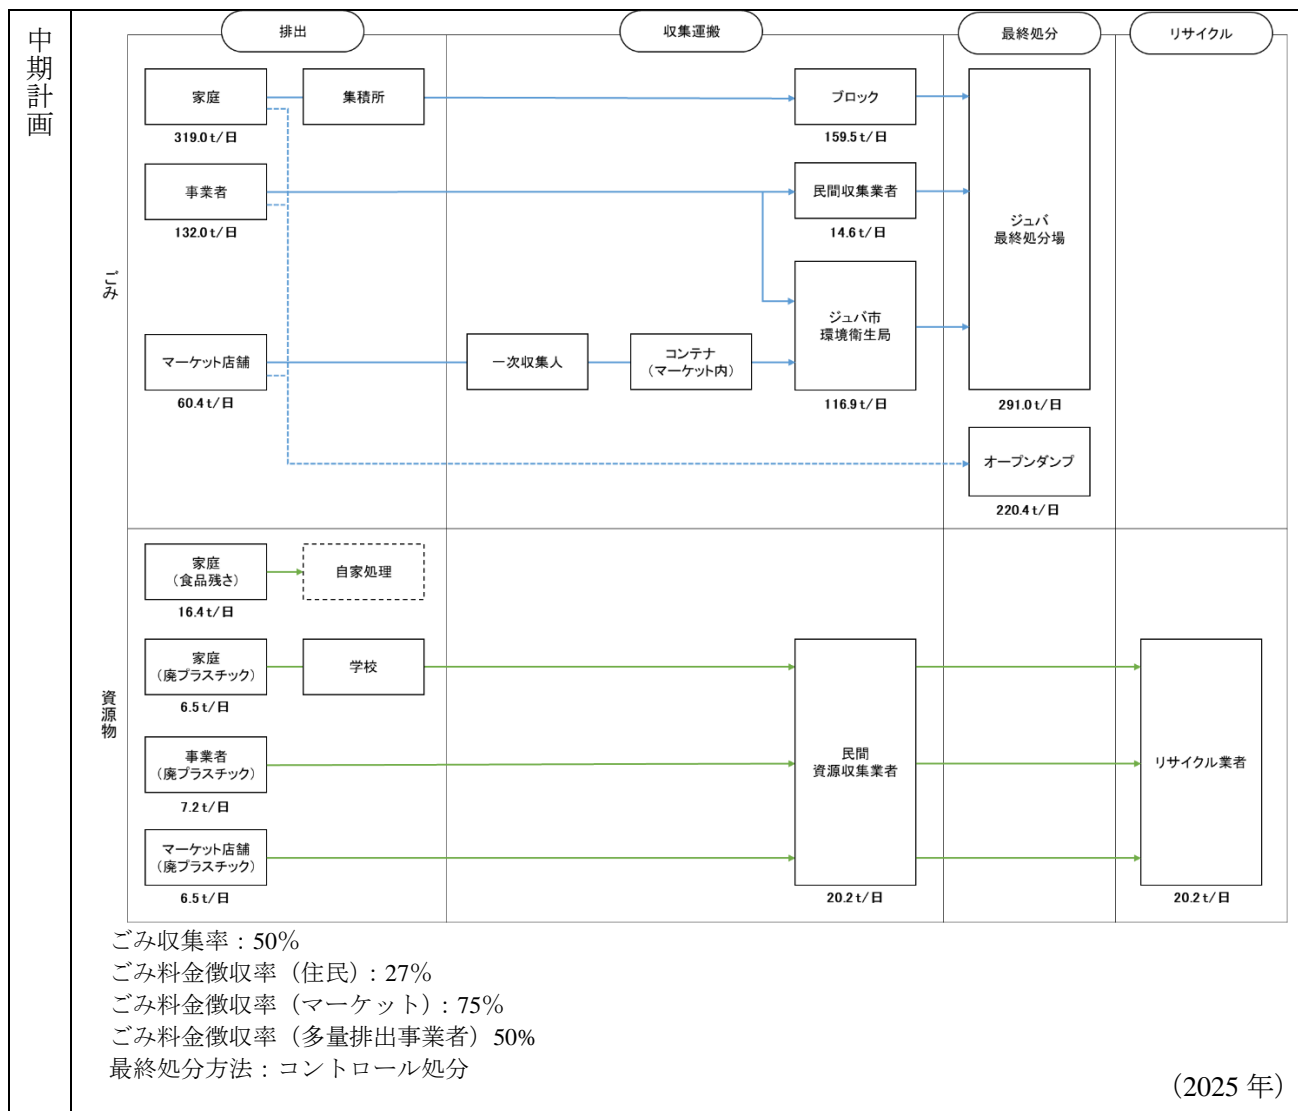 中期計画
排出
収集運搬
最終処分
リサイクル
ごみ
家庭
319.0 t/日
集積所
ブロック
159.5 t/日
事業者
132.0 t/日
民間収集業者
14.6 t/日
ジュバ
最終処分場
291.0 t/日
ジュバ市
環境衛生局
116.9 t/日
マーケット店舗
60.4 t/日
一次収集人
コンテナ
(マーケット内)
オープンダンプ
220.4 t/日
資源物
家庭
(食品残さ)
16.4 t/日
自家処理
家庭
(廃プラスチック)
6.5 t/日
学校
事業者
(廃プラスチック)
7.2 t/日
マーケット店舗
(廃プラスチック)
6.5 t/日
民間
資源収集業者
20.2 t/日
リサイクル業者
20.2 t/日
ごみ収集率：50%
ごみ料金徴収率（住民）：27%
ごみ料金徴収率（マーケット）：75%
ごみ料金徴収率（多量排出事業者）50%
最終処分方法：コントロール処分
(2025 年)